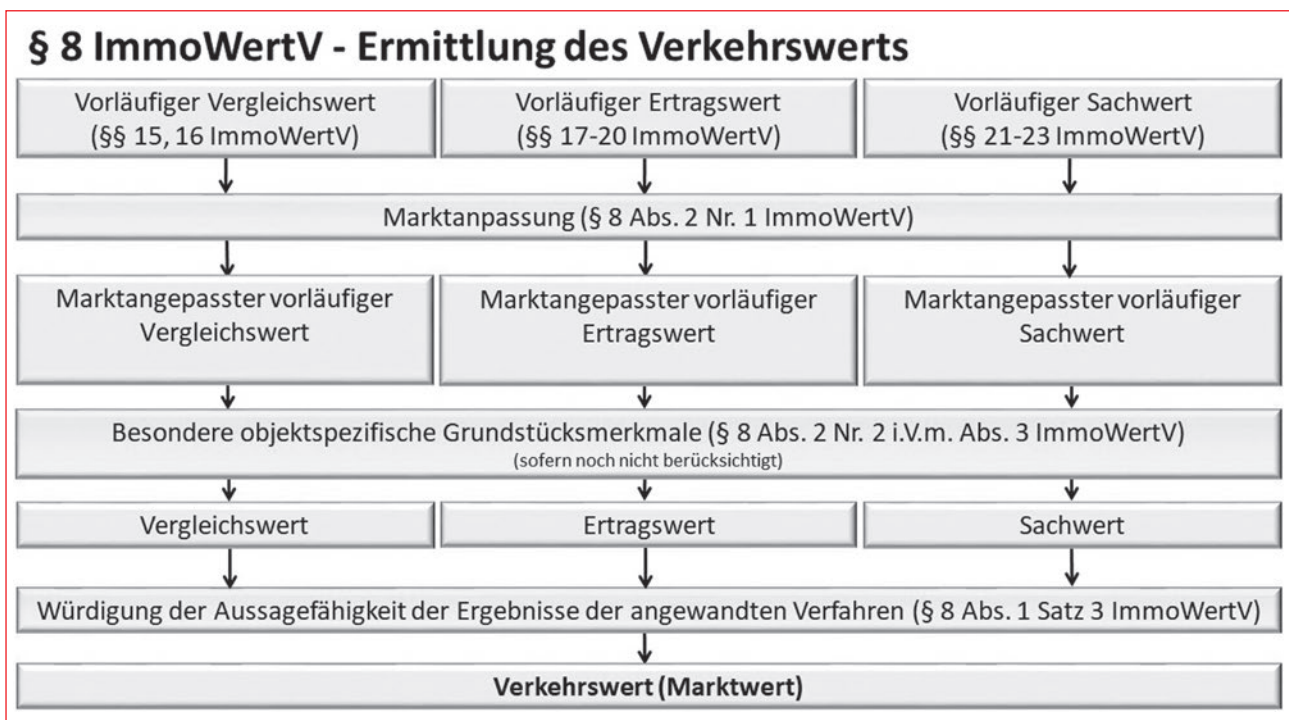 § 8 ImmoWertV - Ermittlung des Verkehrswerts
Vorläufiger Vergleichswert
(§§ 15, 16 ImmoWertV)
Vorläufiger Ertragswert
(§§ 17-20 ImmoWertV)
Vorläufiger Sachwert
(§§ 21-23 ImmoWertV)
Marktanpassung (§ 8 Abs. 2 Nr. 1 ImmoWertV)
Marktangepasster vorläufiger
Vergleichswert
Marktangepasster vorläufiger
Ertragswert
Marktangepasster vorläufiger
Sachwert
Besondere objektspezifische Grundstücksmerkmale (§ 8 Abs. 2 Nr. 2 i.V.m. Abs. 3 ImmoWertV)
(sofern noch nicht berücksichtigt)
Vergleichswert
Ertragswert
Sachwert
Würdigung der Aussagefähigkeit der Ergebnisse der angewandten Verfahren (§ 8 Abs. 1 Satz 3 ImmoWertV)
Verkehrswert (Marktwert)